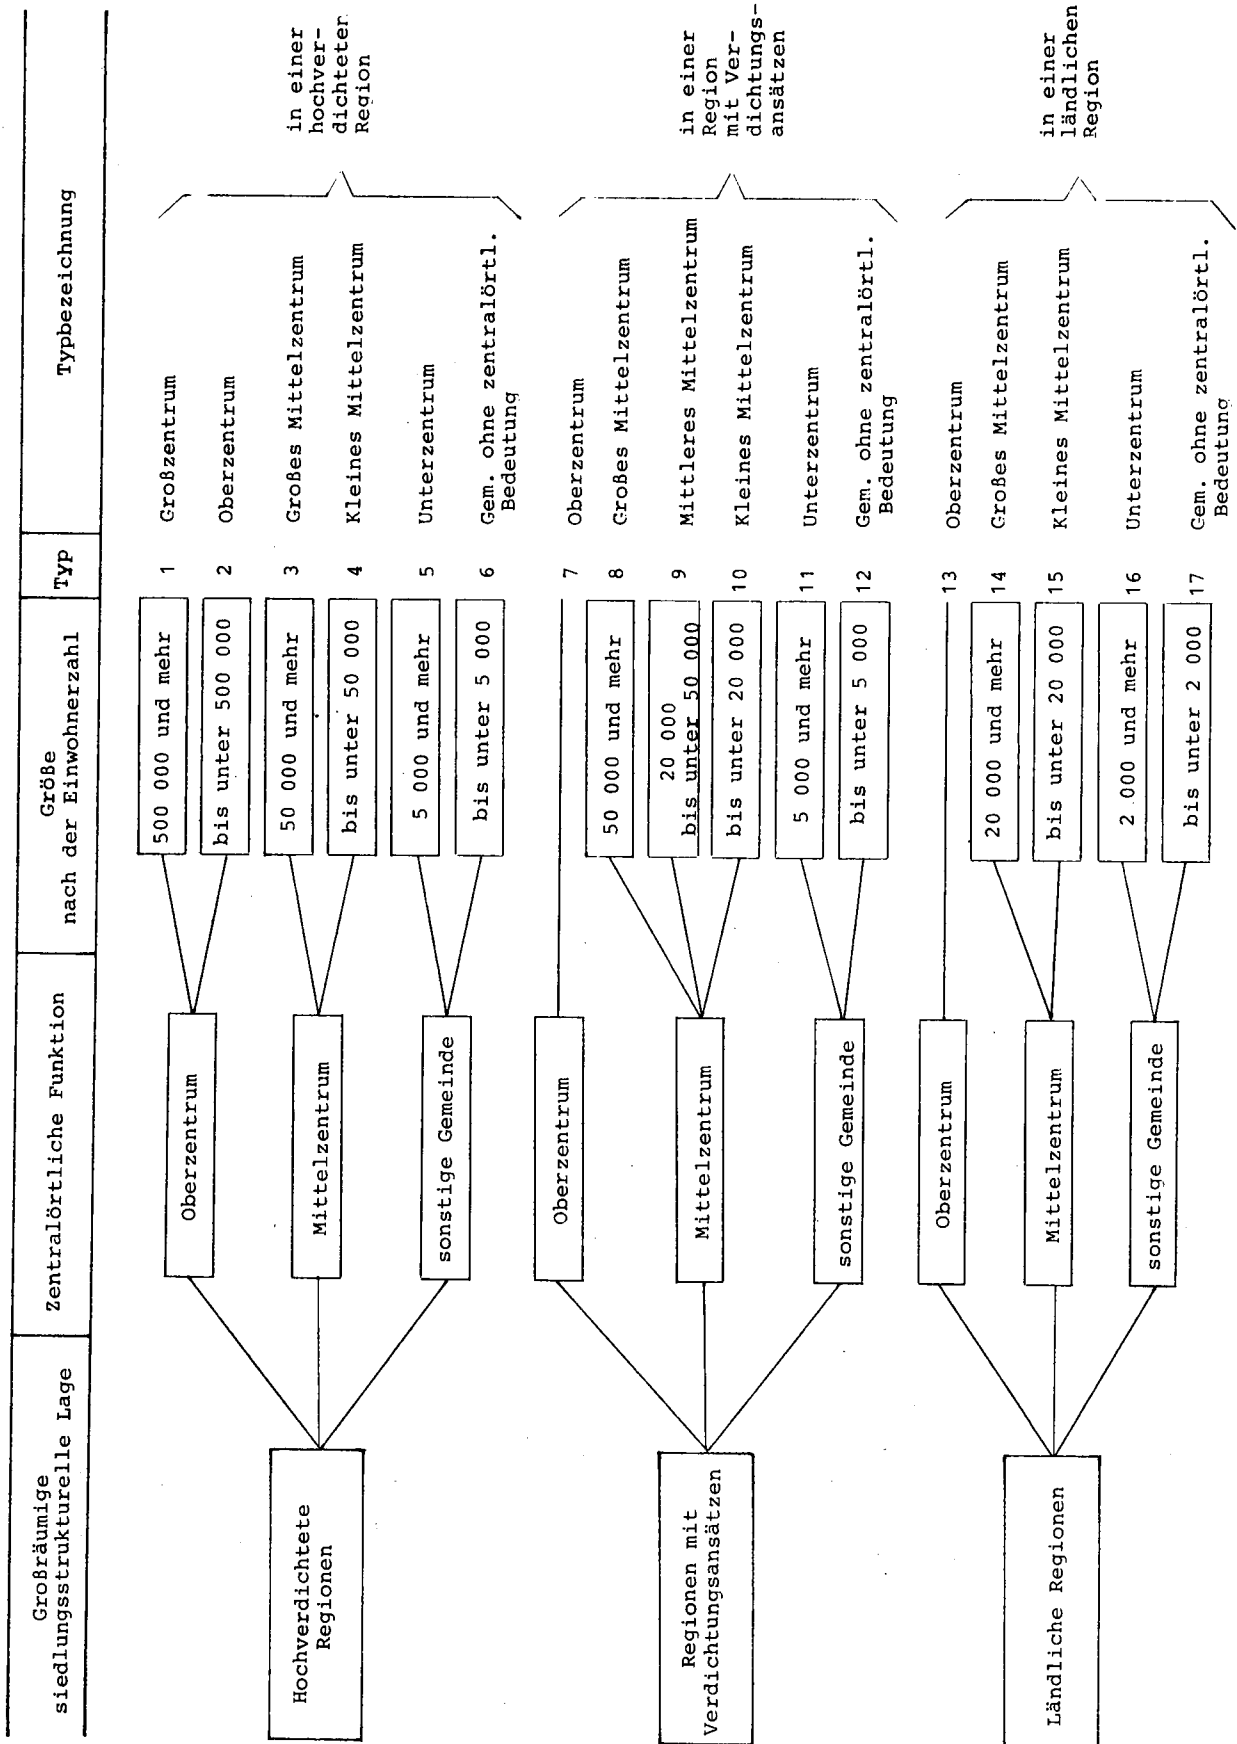 Großräumige
siedlungsstrukturelle Lage
Zentralörtliche Funktion
Größe
nach der Einwohnerzahl
Typ
Typbezeichnung
Hochverdichtete
Regionen
Oberzentrum
500 000 und mehr
1
Großzentrum
bis unter 500 000
2
Oberzentrum
Mittelzentrum
50 000 und mehr
3
Großes Mittelzentrum
bis unter 50 000
4
Kleines Mittelzentrum
sonstige Gemeinde
5 000 und mehr
5
Unterzentrum
bis unter 5 000
6
Gem. ohne zentralörtl.
Bedeutung
in einer
hochver-
dichteten
Region
Regionen mit
Verdichtungsansätzen
Oberzentrum
7
Oberzentrum
Mittelzentrum
50 000 und mehr
8
Großes Mittelzentrum
20 000
bis unter 50 000
9
Mittleres Mittelzentrum
bis unter 20 000
10
Kleines Mittelzentrum
sonstige Gemeinde
5 000 und mehr
11
Unterzentrum
bis unter 5 000
12
Gem. ohne zentralörtl.
Bedeutung
in einer
Region
mit Ver-
dichtungs-
ansätzen
Ländliche Regionen
Oberzentrum
13
Oberzentrum
Mittelzentrum
20 000 und mehr
14
Großes Mittelzentrum
bis unter 20 000
15
Kleines Mittelzentrum
sonstige Gemeinde
2 000 und mehr
16
Unterzentrum
bis unter 2 000
17
Gem. ohne zentralörtl.
Bedeutung
in einer
ländlichen
Region